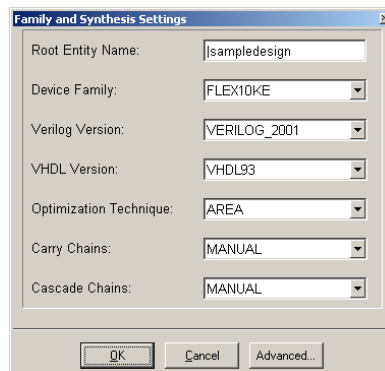 Family and Synthesis Settings
Root Entity Name: |sampledesign
Device Family: FLEX10KE
Verilog Version: VERILOG_2001
VHDL Version: VHDL93
Optimization Technique: AREA
Carry Chains: MANUAL
Cascade Chains: MANUAL
OK Cancel Advanced...